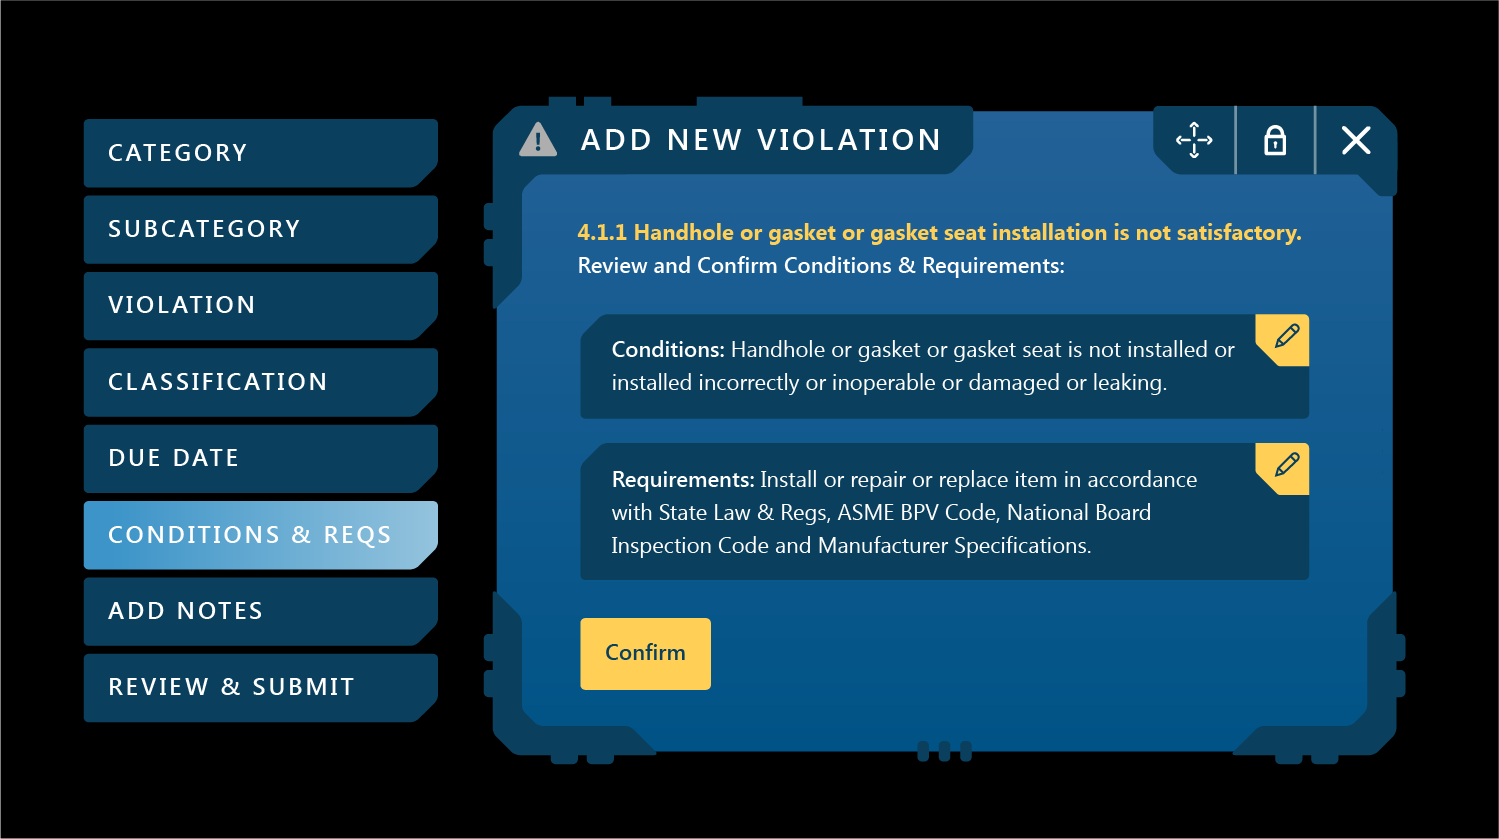 CATEGORY
SUBCATEGORY
VIOLATION
CLASSIFICATION
DUE DATE
CONDITIONS & REQS
ADD NOTES
REVIEW & SUBMIT
ADD NEW VIOLATION
4.1.1 Handhole or gasket or gasket seat installation is not satisfactory.
Review and Confirm Conditions & Requirements:
Conditions: Handhole or gasket or gasket seat is not installed or
installed incorrectly or inoperable or damaged or leaking.
Requirements: Install or repair or replace item in accordance
with State Law & Regs, ASME BPV Code, National Board
Inspection Code and Manufacturer Specifications.
Confirm